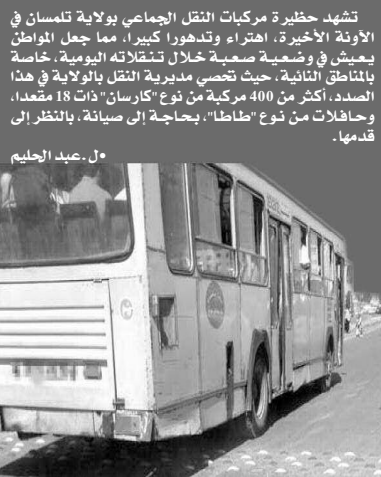 تشهد حظيرة مركبات النقل الجماعي بولاية تلمسان في
الآونة الأخيرة، اهتراء وتدهورا كبيرا، مما جعل المواطن
يعيش في وضعية صعبة خلال تنقلاته اليومية، خاصة
بالمناطق النائية، حيث تحصي مديرية النقل بالولاية في هذا
الصدد، أكثر من 400 مركبة من نوع "كارسان" ذات 18 مقعدا،
وحافلات من نوع "طاطا"، بحاجة إلى صيانة، بالنظر إلى
قدمها.
•ل.عبد الحليم